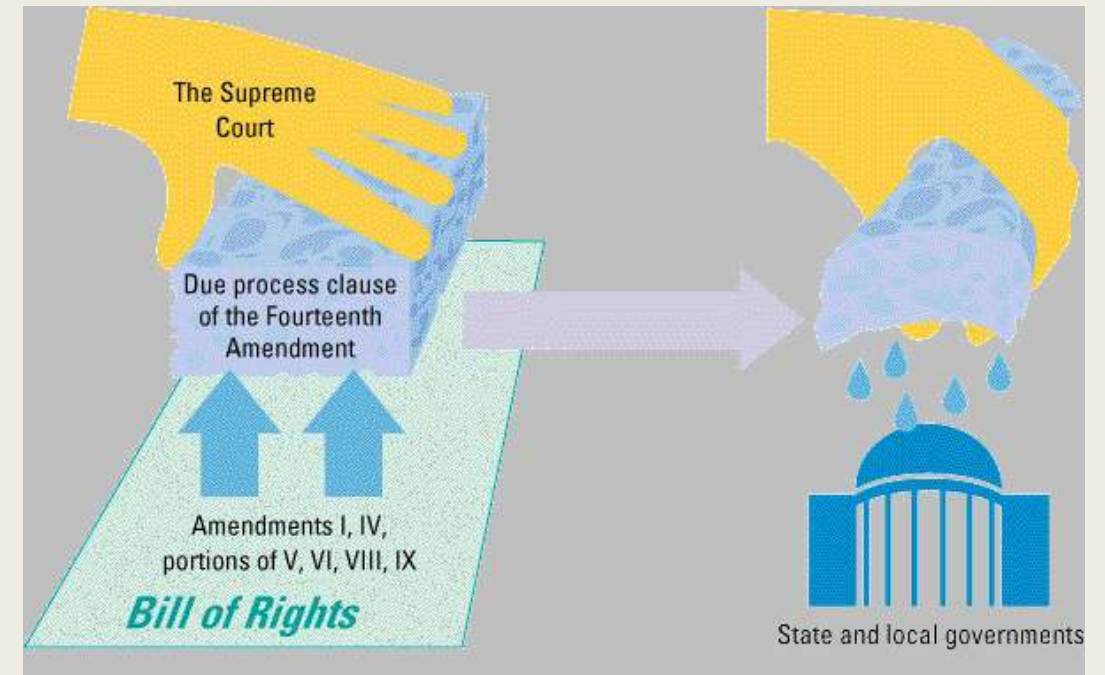 The Supreme
Court
Due process clause
of the Fourteenth
Amendment
Amendments I, IV,
portions of V, VI, VIII, IX
Bill of Rights
State and local governments